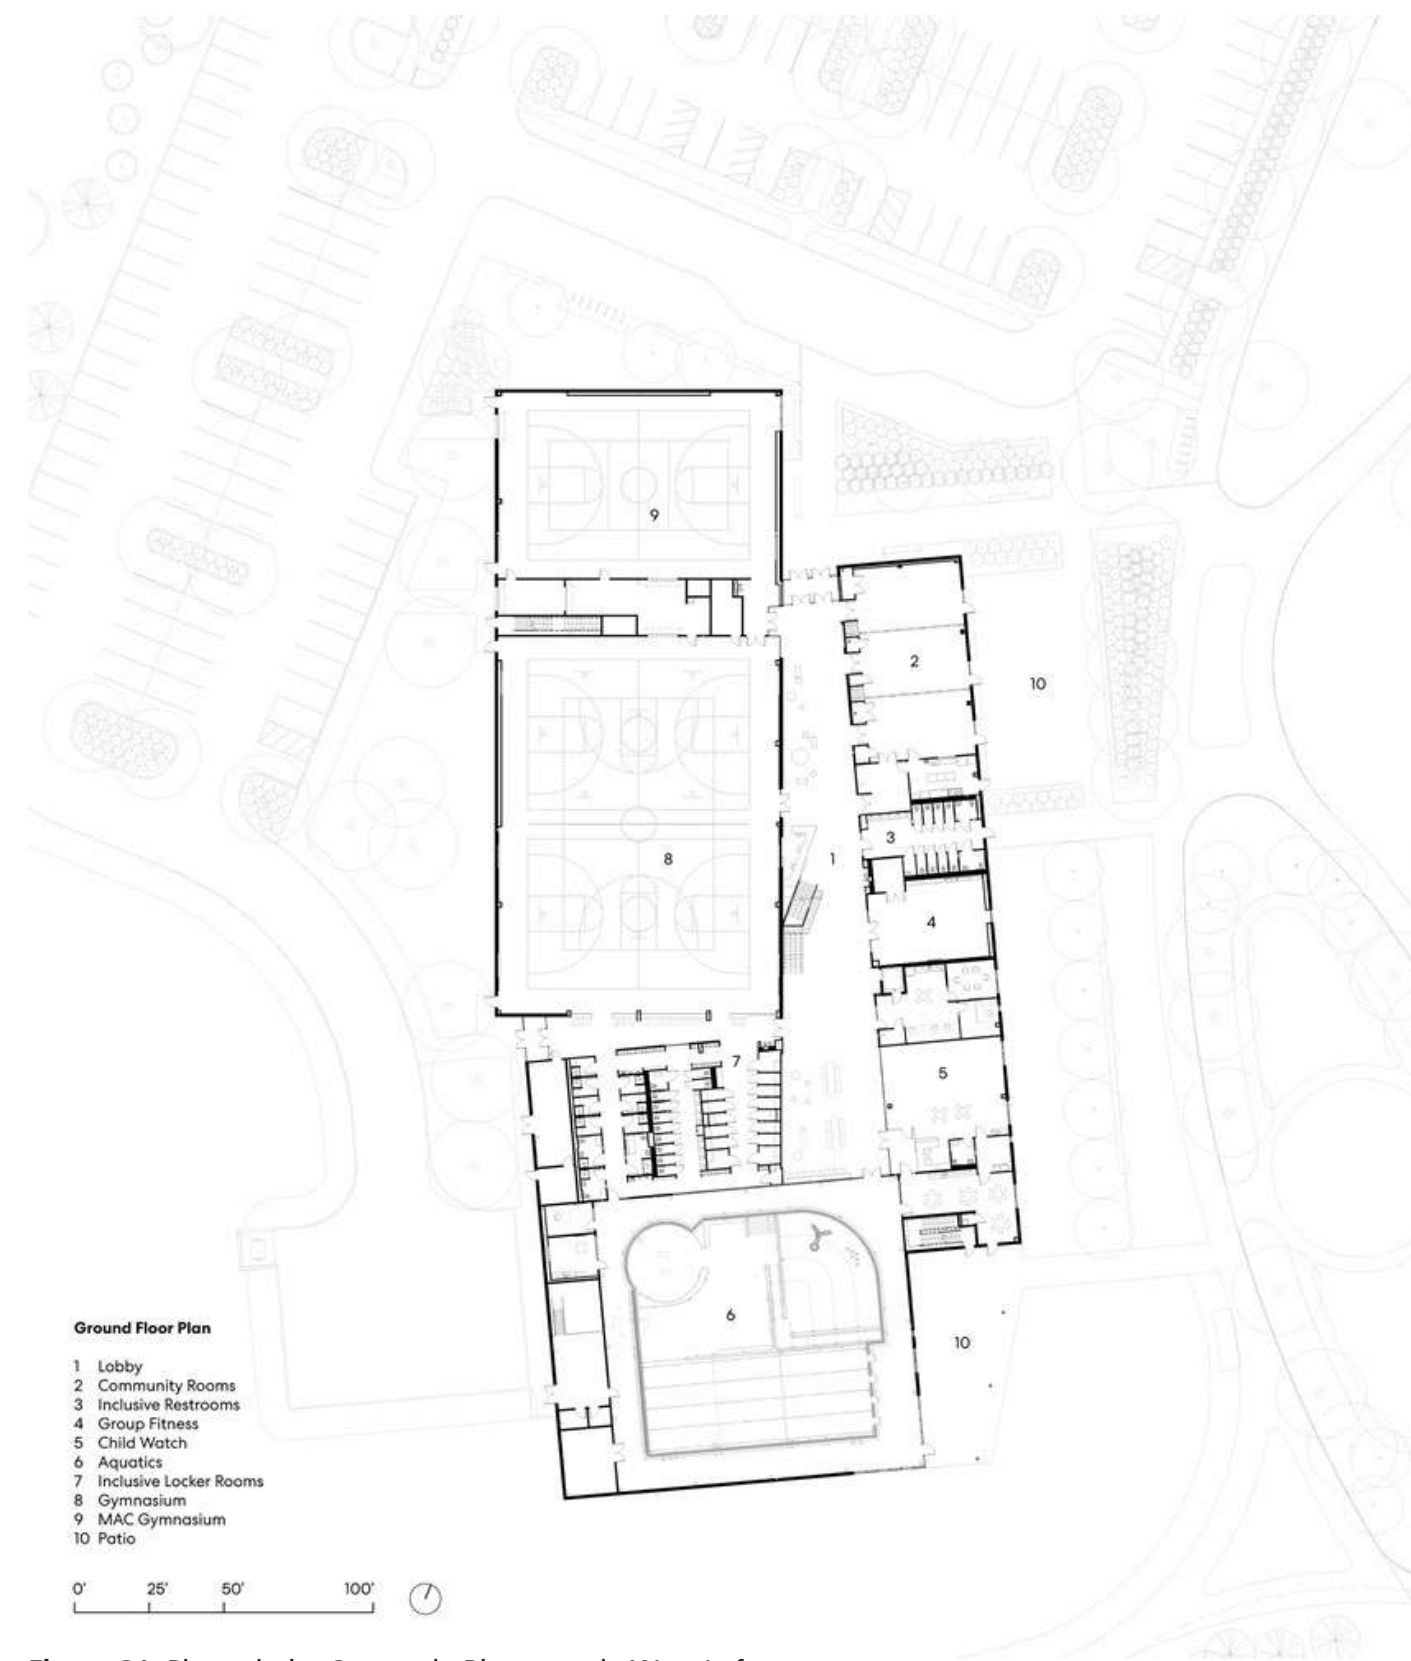 9
2
10
8
3
1
4
7
5
6
10
Ground Floor Plan
1 Lobby
2 Community Rooms
3 Inclusive Restrooms
4 Group Fitness
5 Child Watch
6 Aquatics
7 Inclusive Locker Rooms
8 Gymnasium
9 MAC Gymnasium
10 Patio
0' 25' 50' 100'